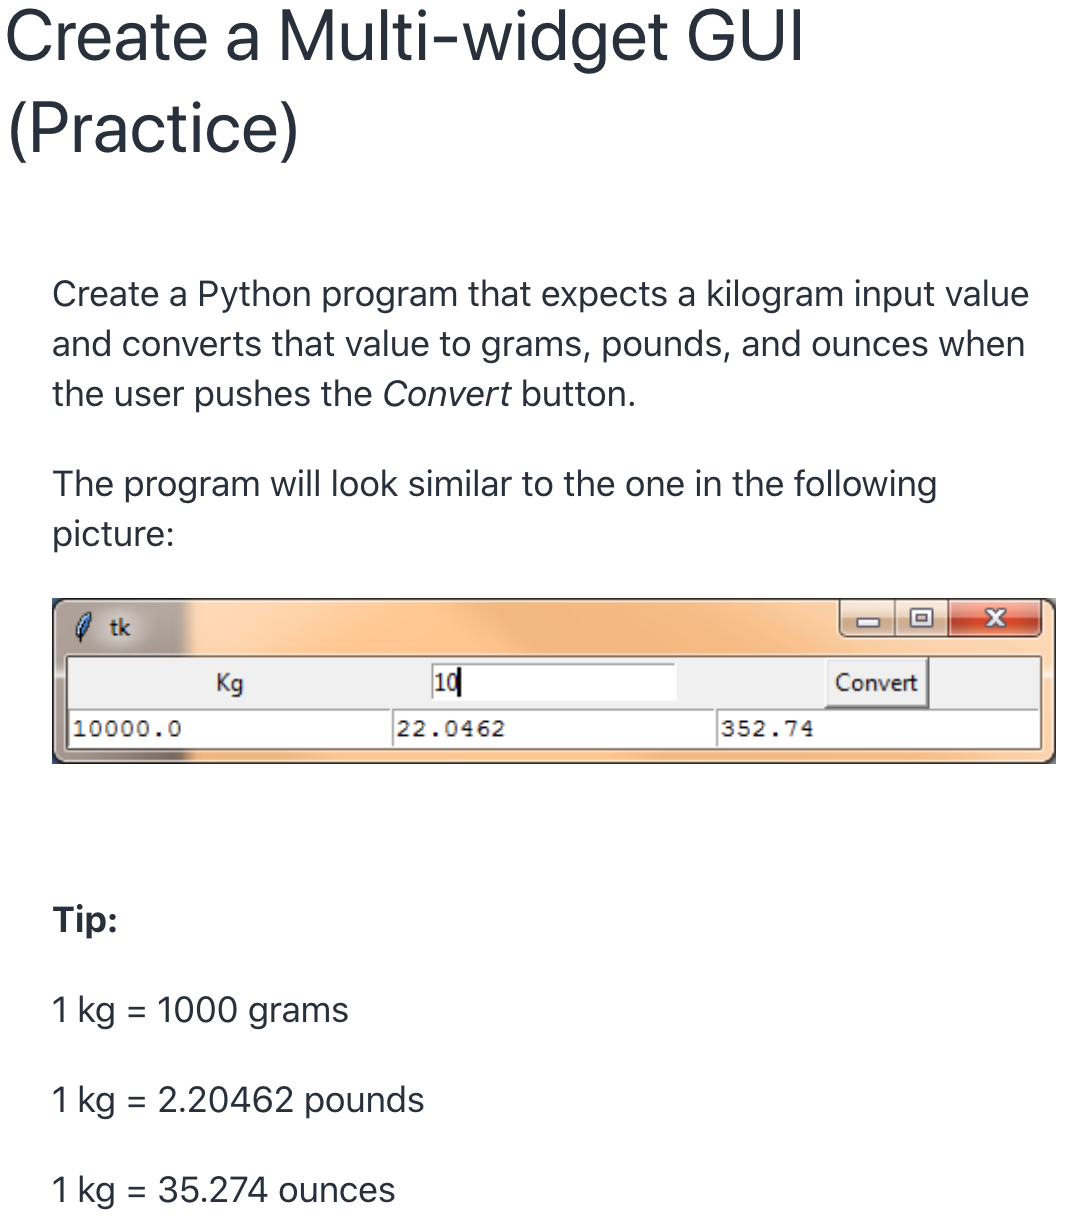 Create a Multi-widget GUI
(Practice)
Create a Python program that expects a kilogram input value
and converts that value to grams, pounds, and ounces when
the user pushes the Convert button.
The program will look similar to the one in the following
picture:
tk
Kg 10 Convert
10000.0 22.0462 352.74
Tip:
1 kg = 1000 grams
1 kg = 2.20462 pounds
1 kg = 35.274 ounces